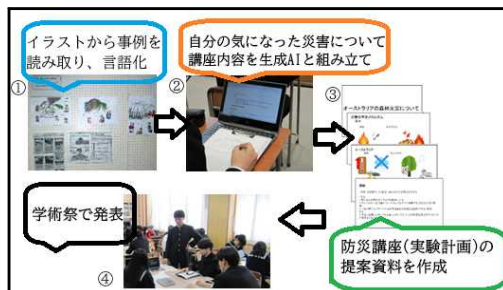 イラストから事例を
読み取り、言語化
①
自分の気になった災害について
講座内容を生成AIと組み立て
②
③
オーストラリアの森林火災について
学術祭で発表
④
防災講座(実験計画)の
提案資料を作成